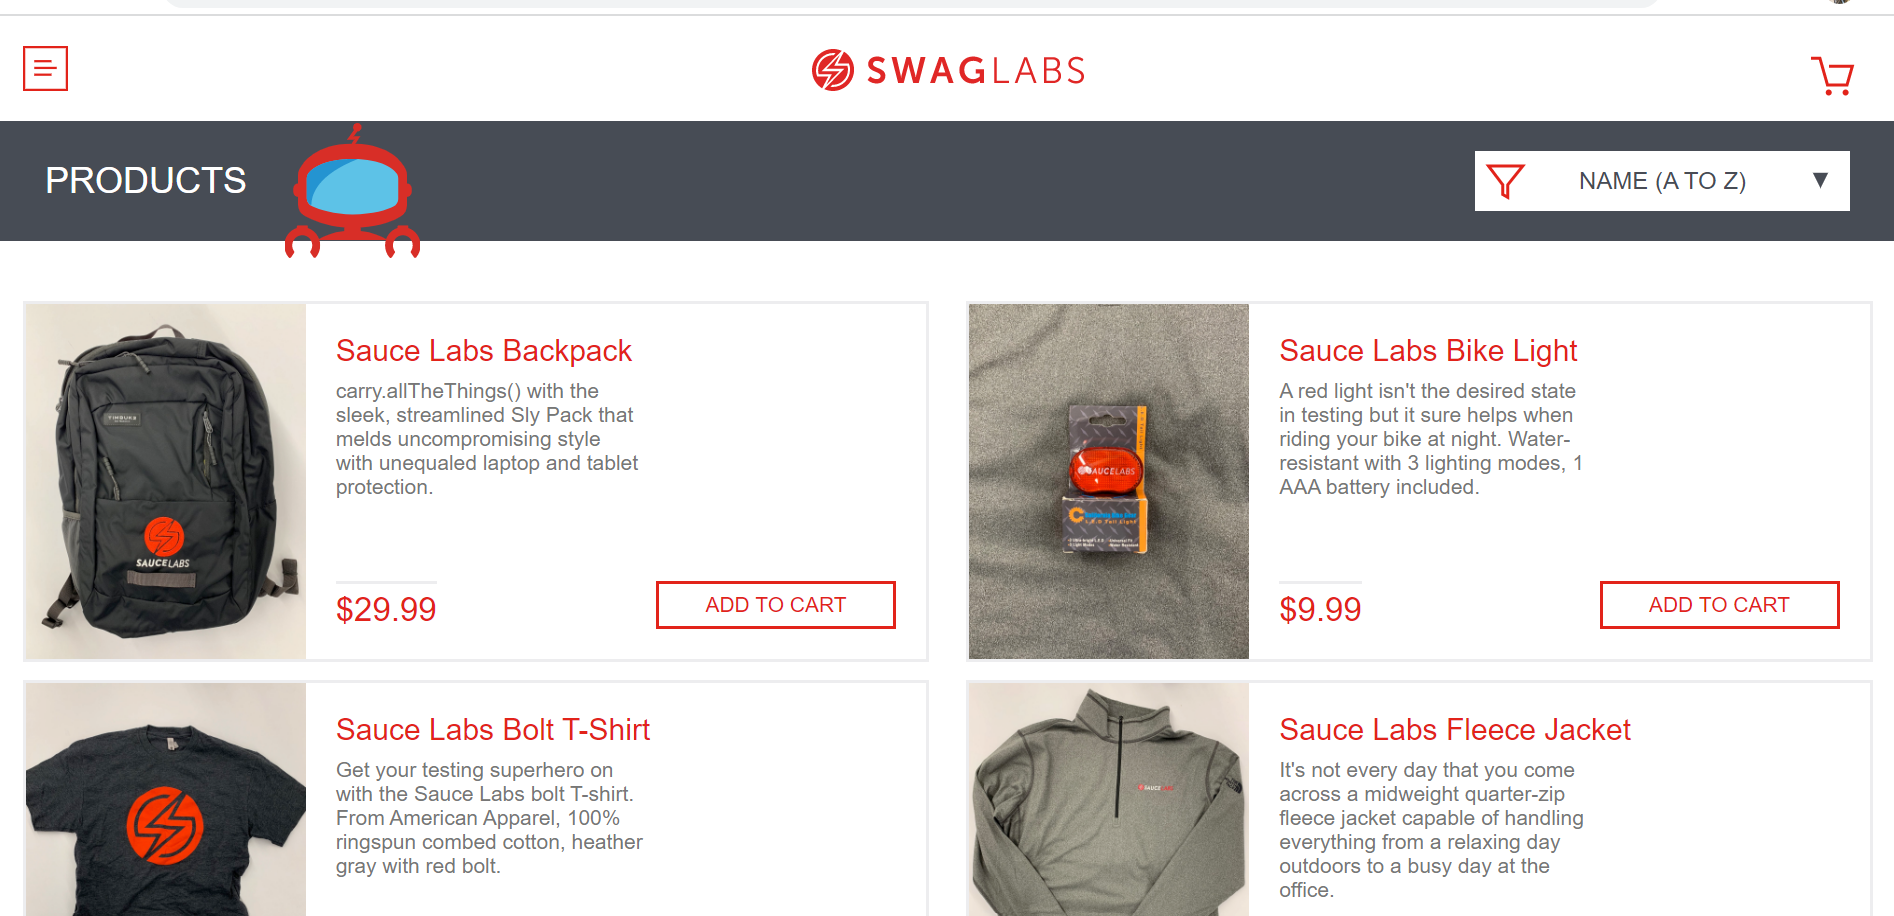 SWAGLABS
PRODUCTS
NAME (A TO Z)
TIMBUK2
SAUCELABS
Sauce Labs Backpack
carry.allTheThings() with the
sleek, streamlined Sly Pack that
melds uncompromising style
with unequaled laptop and tablet
protection.
$29.99
ADD TO CART
SAUCELABS
L.E.D Tail Light
Sauce Labs Bike Light
A red light isn't the desired state
in testing but it sure helps when
riding your bike at night. Water-
resistant with 3 lighting modes, 1
AAA battery included.
$9.99
ADD TO CART
Sauce Labs Bolt T-Shirt
Get your testing superhero on
with the Sauce Labs bolt T-shirt.
From American Apparel, 100%
ringspun combed cotton, heather
gray with red bolt.
SAUCELABS
Sauce Labs Fleece Jacket
It's not every day that you come
across a midweight quarter-zip
fleece jacket capable of handling
everything from a relaxing day
outdoors to a busy day at the
office.